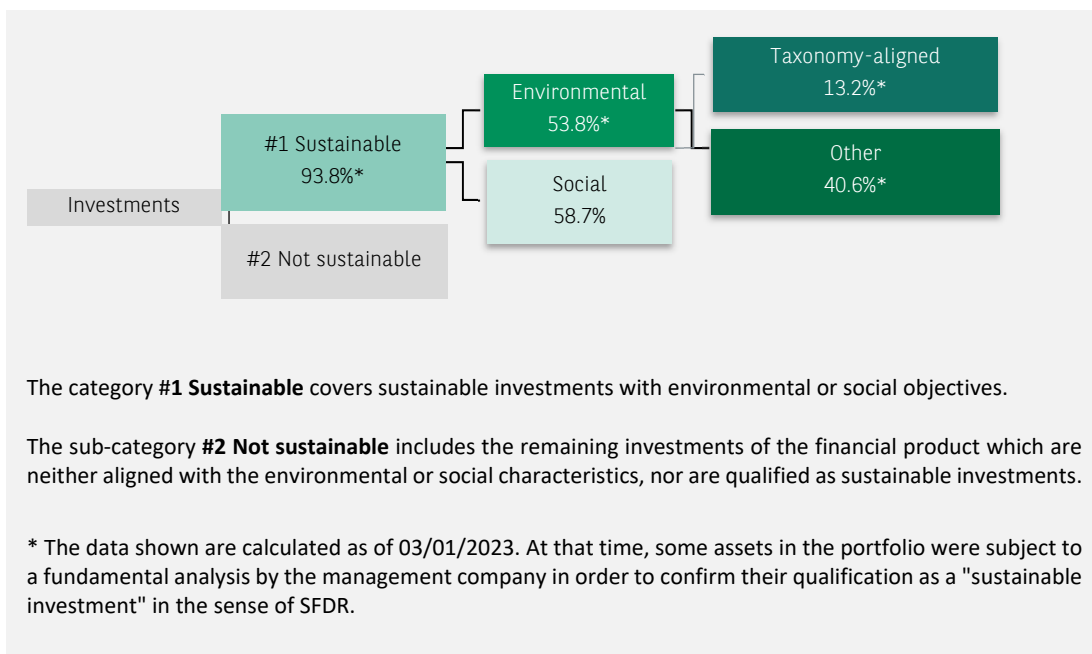 Taxonomy-aligned
13.2%*
Environmental
53.8%*
#1 Sustainable
93.8%*
Other
40.6%*
Social
58.7%
Investments
#2 Not sustainable
The category #1 Sustainable covers sustainable investments with environmental or social objectives.
The sub-category #2 Not sustainable includes the remaining investments of the financial product which are
neither aligned with the environmental or social characteristics, nor are qualified as sustainable investments.
* The data shown are calculated as of 03/01/2023. At that time, some assets in the portfolio were subject to
a fundamental analysis by the management company in order to confirm their qualification as a "sustainable
investment" in the sense of SFDR.